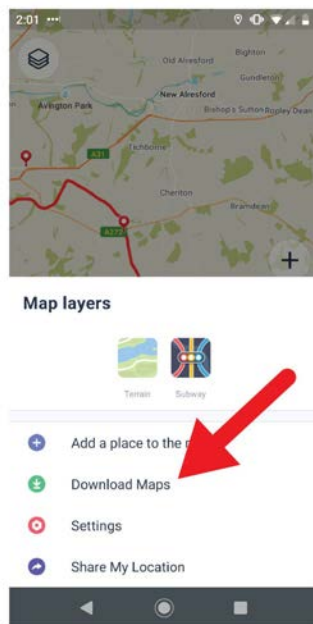 2:01
Old Alresford
Bighton
Gundleton
New Alresford
Avington Park
Bishop's Sutton
Ropley Dean
Tichborne
A31
Cheriton
Bramdean
A272
Map layers
Terrain
Subway
Add a place to the
Download Maps
Settings
Share My Location